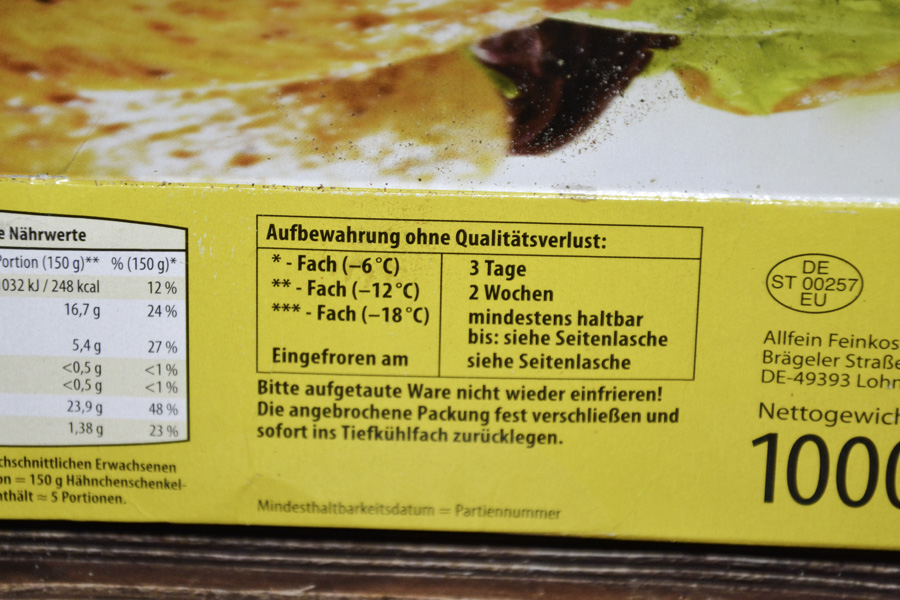 e Nährwerte
Portion (150 g)** % (150 g)*
032 kJ / 248 kcal 12 %
16,7 g 24 %
5,4 g 27 %
<0,5 g <1 %
<0,5 g <1 %
23,9 g 48 %
1,38 g 23 %
chschnittlichen Erwachsenen
on = 150 g Hähnchenschenkel-
nthält ≈ 5 Portionen.
Aufbewahrung ohne Qualitätsverlust:
* - Fach (–6 °C) 3 Tage
** - Fach (–12 °C) 2 Wochen
*** - Fach (–18 °C) mindestens haltbar
bis: siehe Seitenlasche
Eingefroren am siehe Seitenlasche
Bitte aufgetaute Ware nicht wieder einfrieren!
Die angebrochene Packung fest verschließen und
sofort ins Tiefkühlfach zurücklegen.
Mindesthaltbarkeitsdatum = Partiennummer
DE
ST 00257
EU
Allfein Feinkos
Brägeler Straße
DE-49393 Lohn
Nettogewich
1000